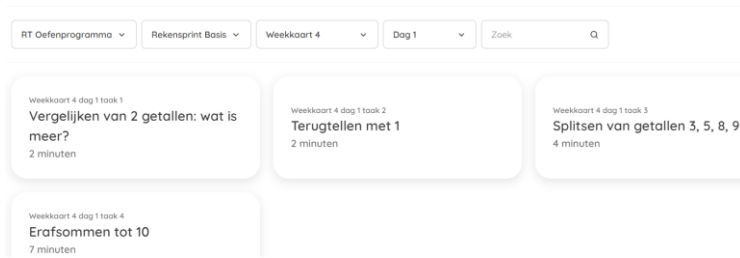 RT Oefenprogramma
Rekensprint Basis
Weekkaart 4
Dag 1
Zoek
Weekkaart 4 dag 1 taak 1
Vergelijken van 2 getallen: wat is
meer?
2 minuten
Weekkaart 4 dag 1 taak 2
Terugtellen met 1
2 minuten
Weekkaart 4 dag 1 taak 3
Splitsen van getallen 3, 5, 8, 9
4 minuten
Weekkaart 4 dag 1 taak 4
Erafsommen tot 10
7 minuten